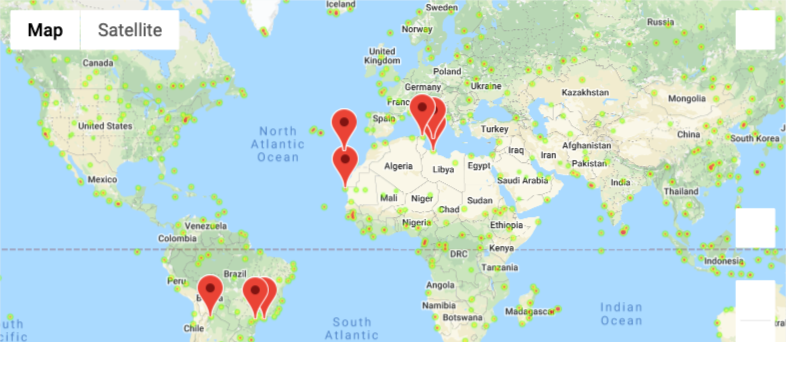 Iceland
Sweden
Map
Satellite
Norway
Russia
Canada
United
Kingdom
Poland
Germany
Ukraine
Kazakhstan
Mongolia
Spain
North
Atlantic
Ocean
United States
Turkey
China
South Korea
Afghanistan
Iraq
Iran
Pakistan
Algeria
Libya
Egypt
Mexico
Saudi Arabia
India
Thailand
Mali
Niger
Chad
Sudan
Nigeria
Ethiopia
Venezuela
Colombia
DRC
Kenya
Indonesia
Tanzania
Peru
Brazil
Angola
Namibia
Madagascar
Botswana
Indian
Ocean
Chile
South
Atlantic